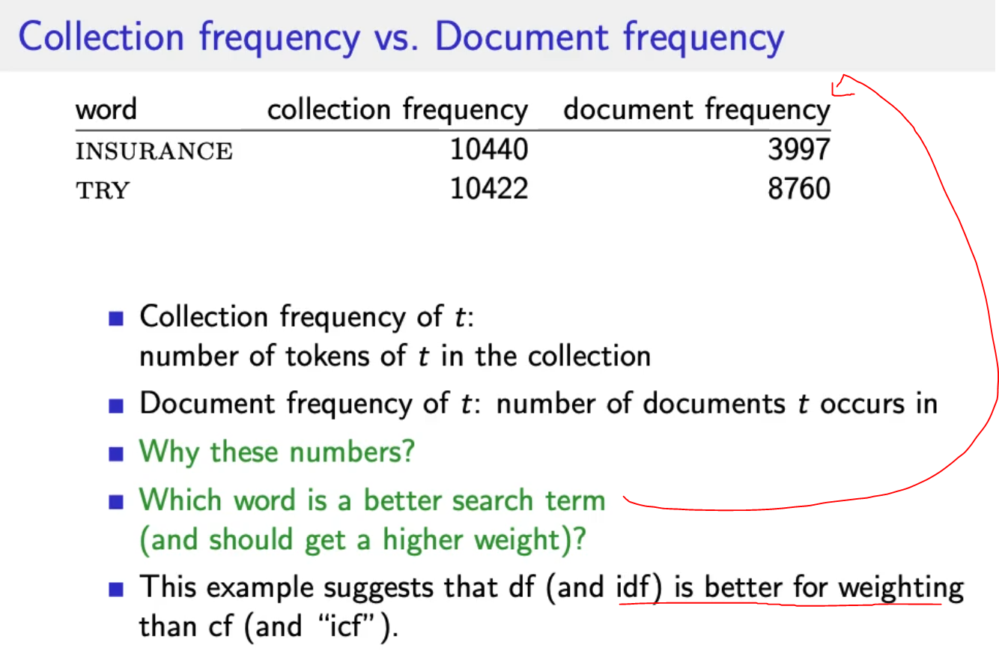 Collection frequency vs. Document frequency
word collection frequency document frequency
INSURANCE 10440 3997
TRY 10422 8760
Collection frequency of t:
number of tokens of t in the collection
Document frequency of t: number of documents t occurs in
Why these numbers?
Which word is a better search term
(and should get a higher weight)?
This example suggests that df (and idf) is better for weighting
than cf (and “icf”).